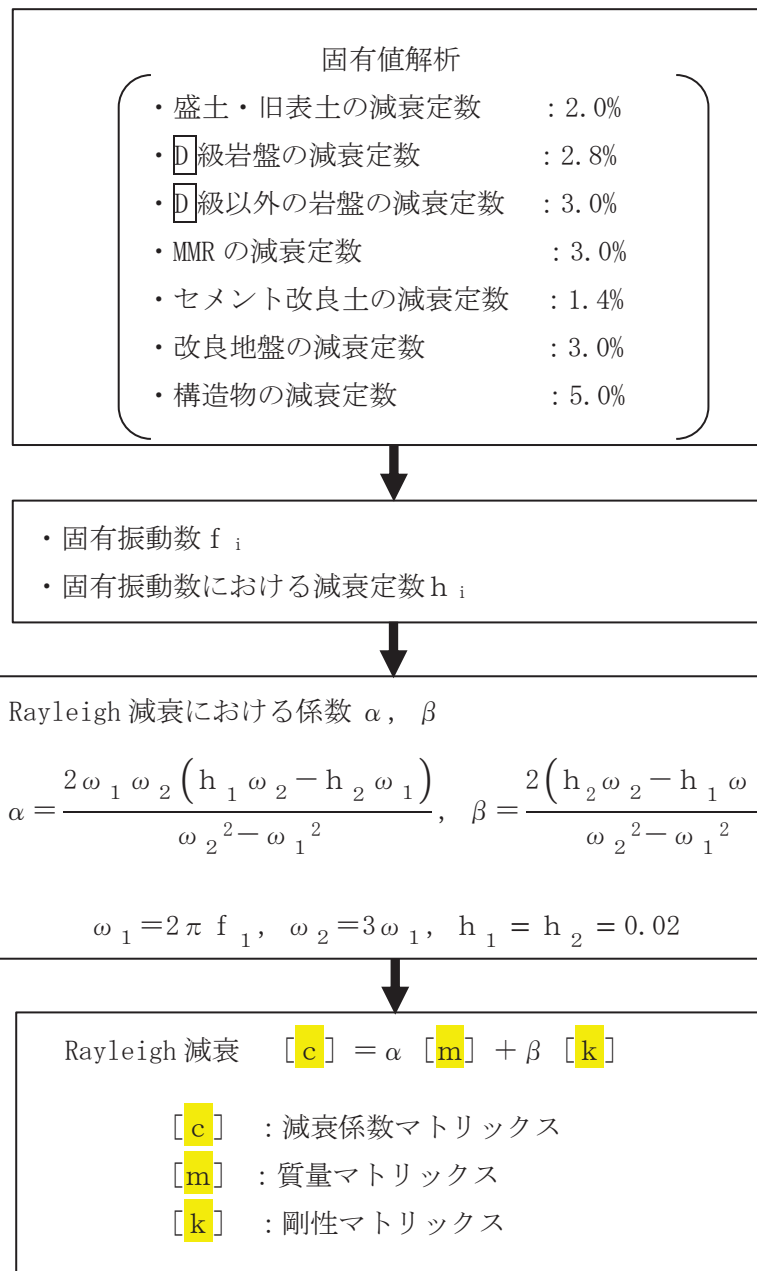 固有値解析
・盛土・旧表土の減衰定数 : 2.0%
・D級岩盤の減衰定数 : 2.8%
・D級以外の岩盤の減衰定数 : 3.0%
・MMR の減衰定数 : 3.0%
・セメント改良土の減衰定数 : 1.4%
・改良地盤の減衰定数 : 3.0%
・構造物の減衰定数 : 5.0%
・固有振動数 f i
・固有振動数における減衰定数 h i
Rayleigh 減衰における係数 α, β
α＝2ω1ω2(h1ω2－h2ω1)/ω2²－ω1², β＝2(h2ω2－h1ω/ω2²－ω1²
ω1＝2π f1, ω2＝3ω1, h1 = h2 = 0.02
Rayleigh 減衰 [c] ＝α [m] ＋β [k]
[c] : 減衰係数マトリックス
[m] : 質量マトリックス
[k] : 剛性マトリックス